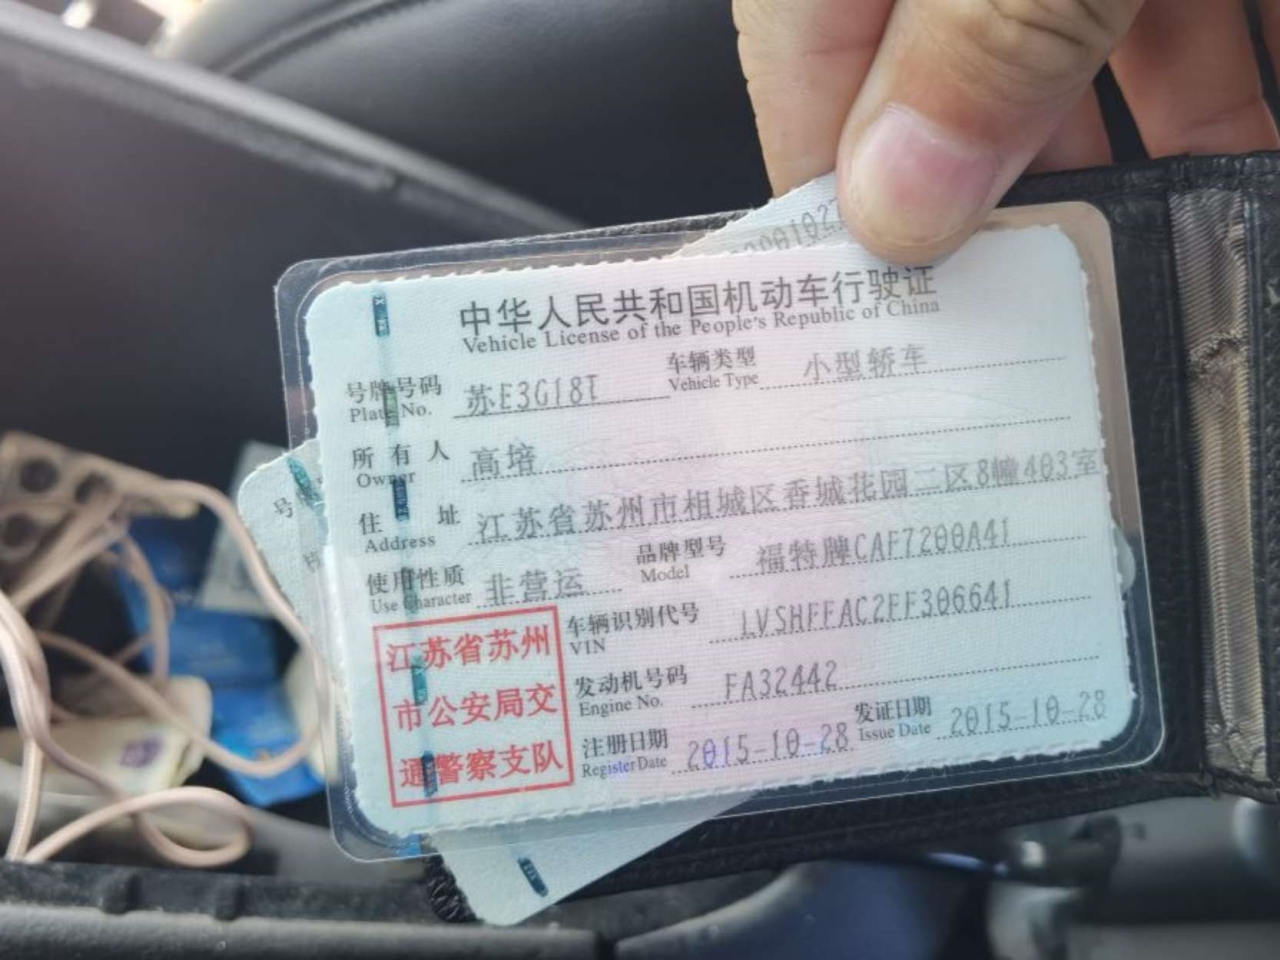 中华人民共和国机动车行驶证
Vehicle License of the People's Republic of China
号牌号码 苏E3G18T 车辆类型 小型轿车
Plate No. Vehicle Type
所有人 高培
Owner
住址 江苏省苏州市相城区香城花园二区8幢403室
Address
使用性质 非营运 品牌型号 福特牌CAF7200A41
Use Character Model
车辆识别代号 LVSHFFAC2FF306641
VIN
发动机号码 FA32442
Engine No.
注册日期 2015-10-28 发证日期 2015-10-28
Register Date Issue Date
江苏省苏州
市公安局交
通警察支队